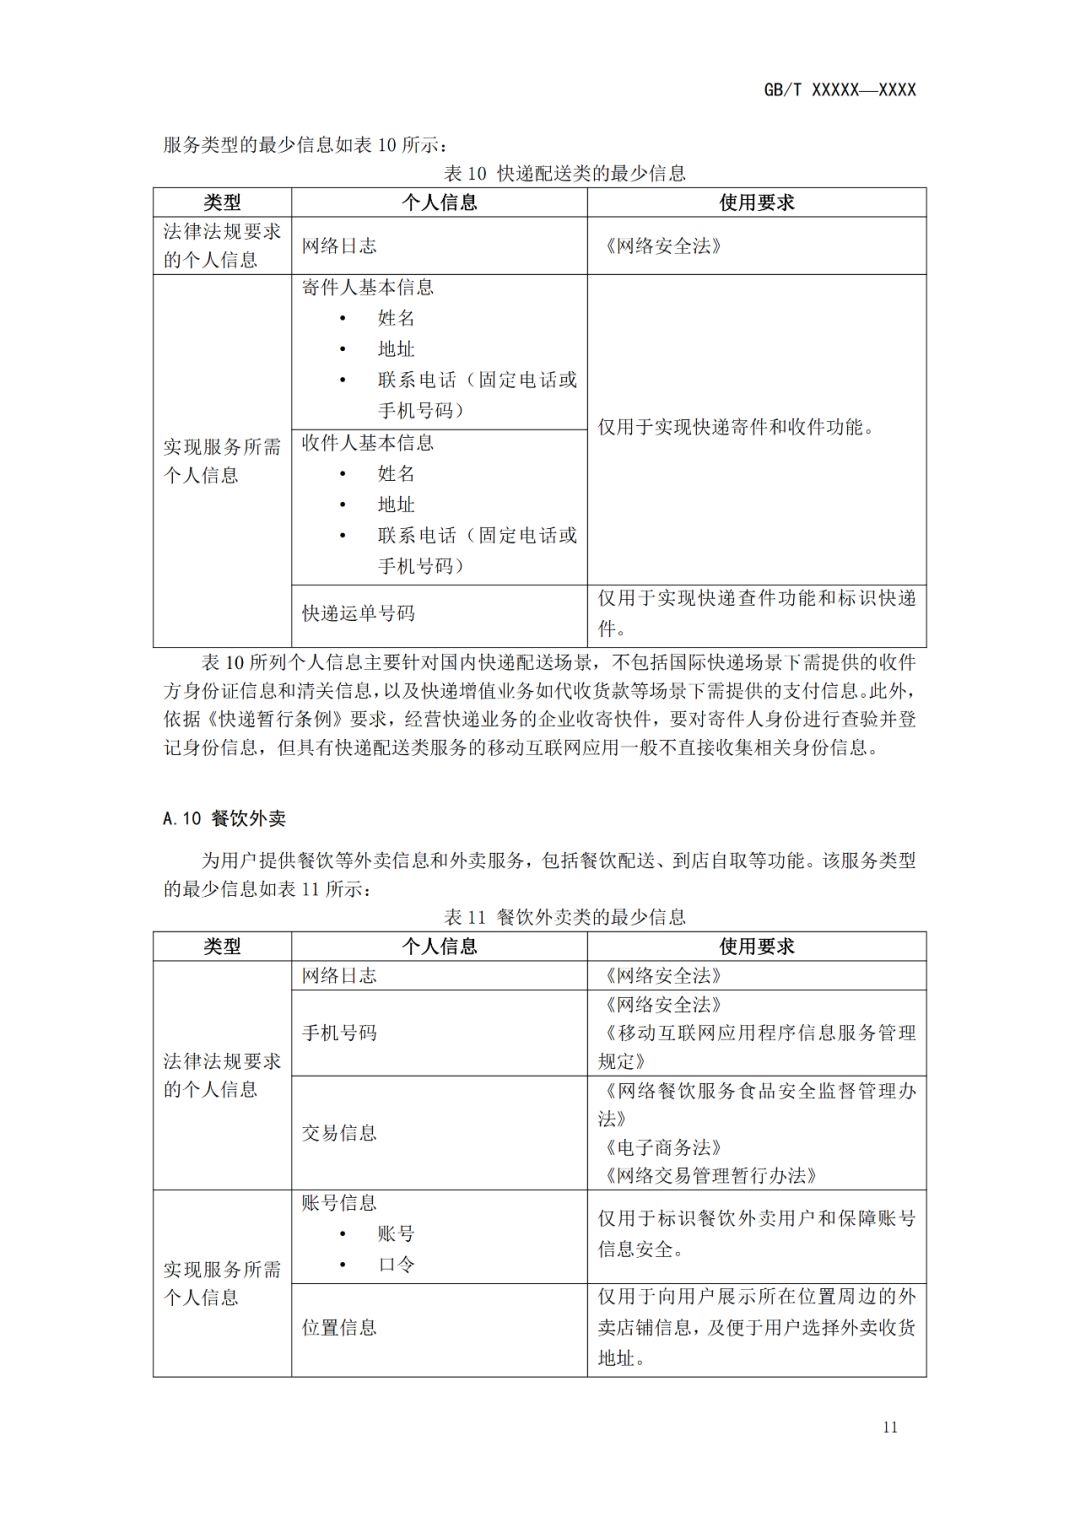 GB/T XXXXX—XXXX
服务类型的最少信息如表 10 所示：
表 10 快递配送类的最少信息
类型 个人信息 使用要求
法律法规要求
的个人信息
网络日志
《网络安全法》
实现服务所需
个人信息
寄件人基本信息
• 姓名
• 地址
• 联系电话（固定电话或
手机号码）
收件人基本信息
• 姓名
• 地址
• 联系电话（固定电话或
手机号码）
仅用于实现快递寄件和收件功能。
快递运单号码
仅用于实现快递查件功能和标识快递
件。
表 10 所列个人信息主要针对国内快递配送场景，不包括国际快递场景下需提供的收件
方身份证信息和清关信息，以及快递增值业务如代收货款等场景下需提供的支付信息。此外，
依据《快递暂行条例》要求，经营快递业务的企业收寄快件，要对寄件人身份进行查验并登
记身份信息，但具有快递配送类服务的移动互联网应用一般不直接收集相关身份信息。
A.10 餐饮外卖
为用户提供餐饮等外卖信息和外卖服务，包括餐饮配送、到店自取等功能。该服务类型
的最少信息如表 11 所示：
表 11 餐饮外卖类的最少信息
类型 个人信息 使用要求
法律法规要求
的个人信息
网络日志
《网络安全法》
手机号码
《网络安全法》
《移动互联网应用程序信息服务管理
规定》
交易信息
《网络餐饮服务食品安全监督管理办
法》
《电子商务法》
《网络交易管理暂行办法》
实现服务所需
个人信息
账号信息
• 账号
• 口令
仅用于标识餐饮外卖用户和保障账号
信息安全。
位置信息
仅用于向用户展示所在位置周边的外
卖店铺信息，及便于用户选择外卖收货
地址。
11